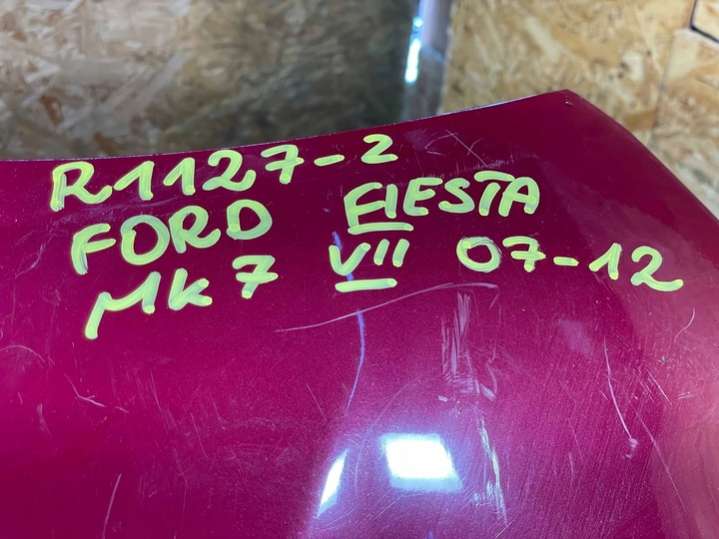 R1127-2
FORD FIESTA
MK7 VII 07-12